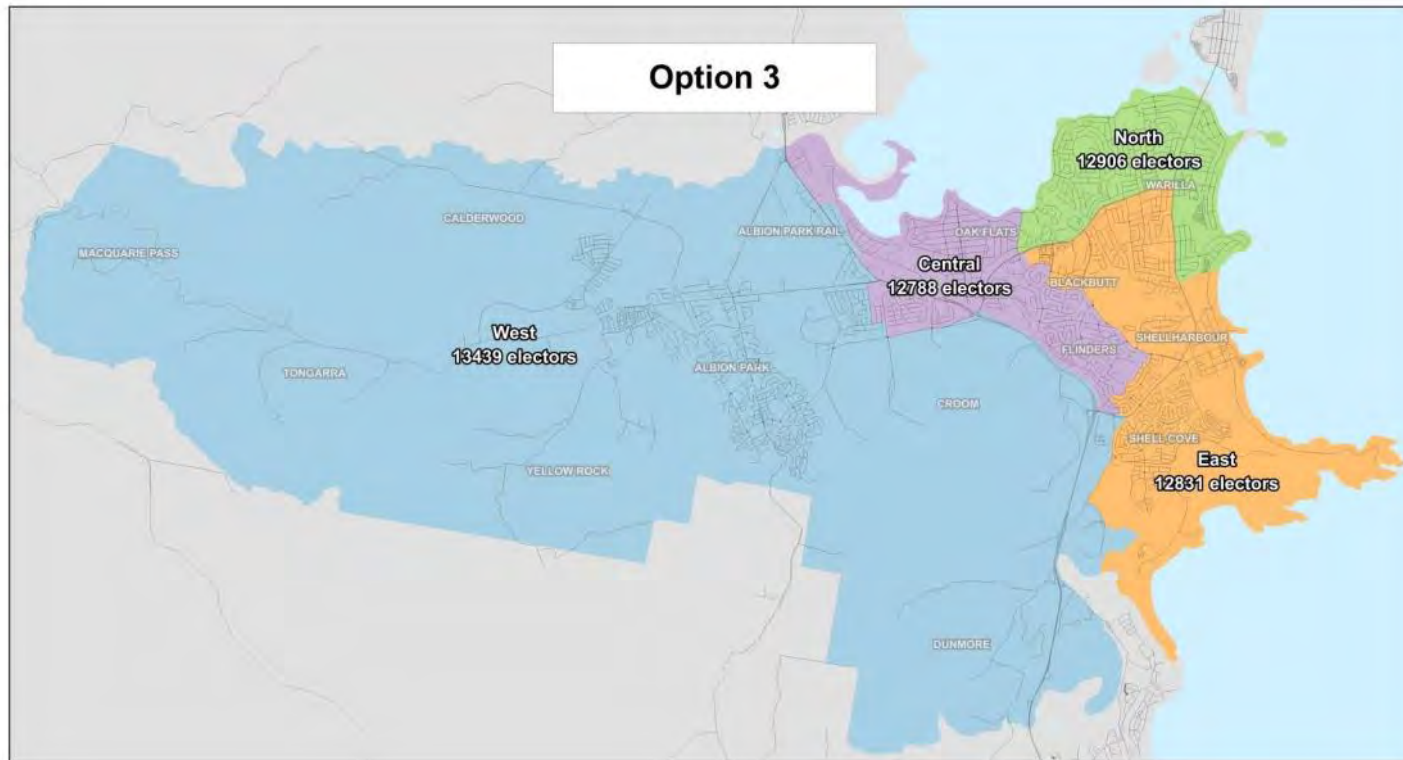 Option 3
North
12906 electors
WARILLA
CALDERWOOD
ALBION PARK RAIL
OAK FLATS
MACQUARIE PASS
Central
12788 electors
BLACKBUTT
West
13439 electors
SHELLHARBOUR
FLINDERS
TONGARRA
ALBION PARK
CROOM
SHELL COVE
East
12831 electors
YELLOW ROCK
DUNMORE